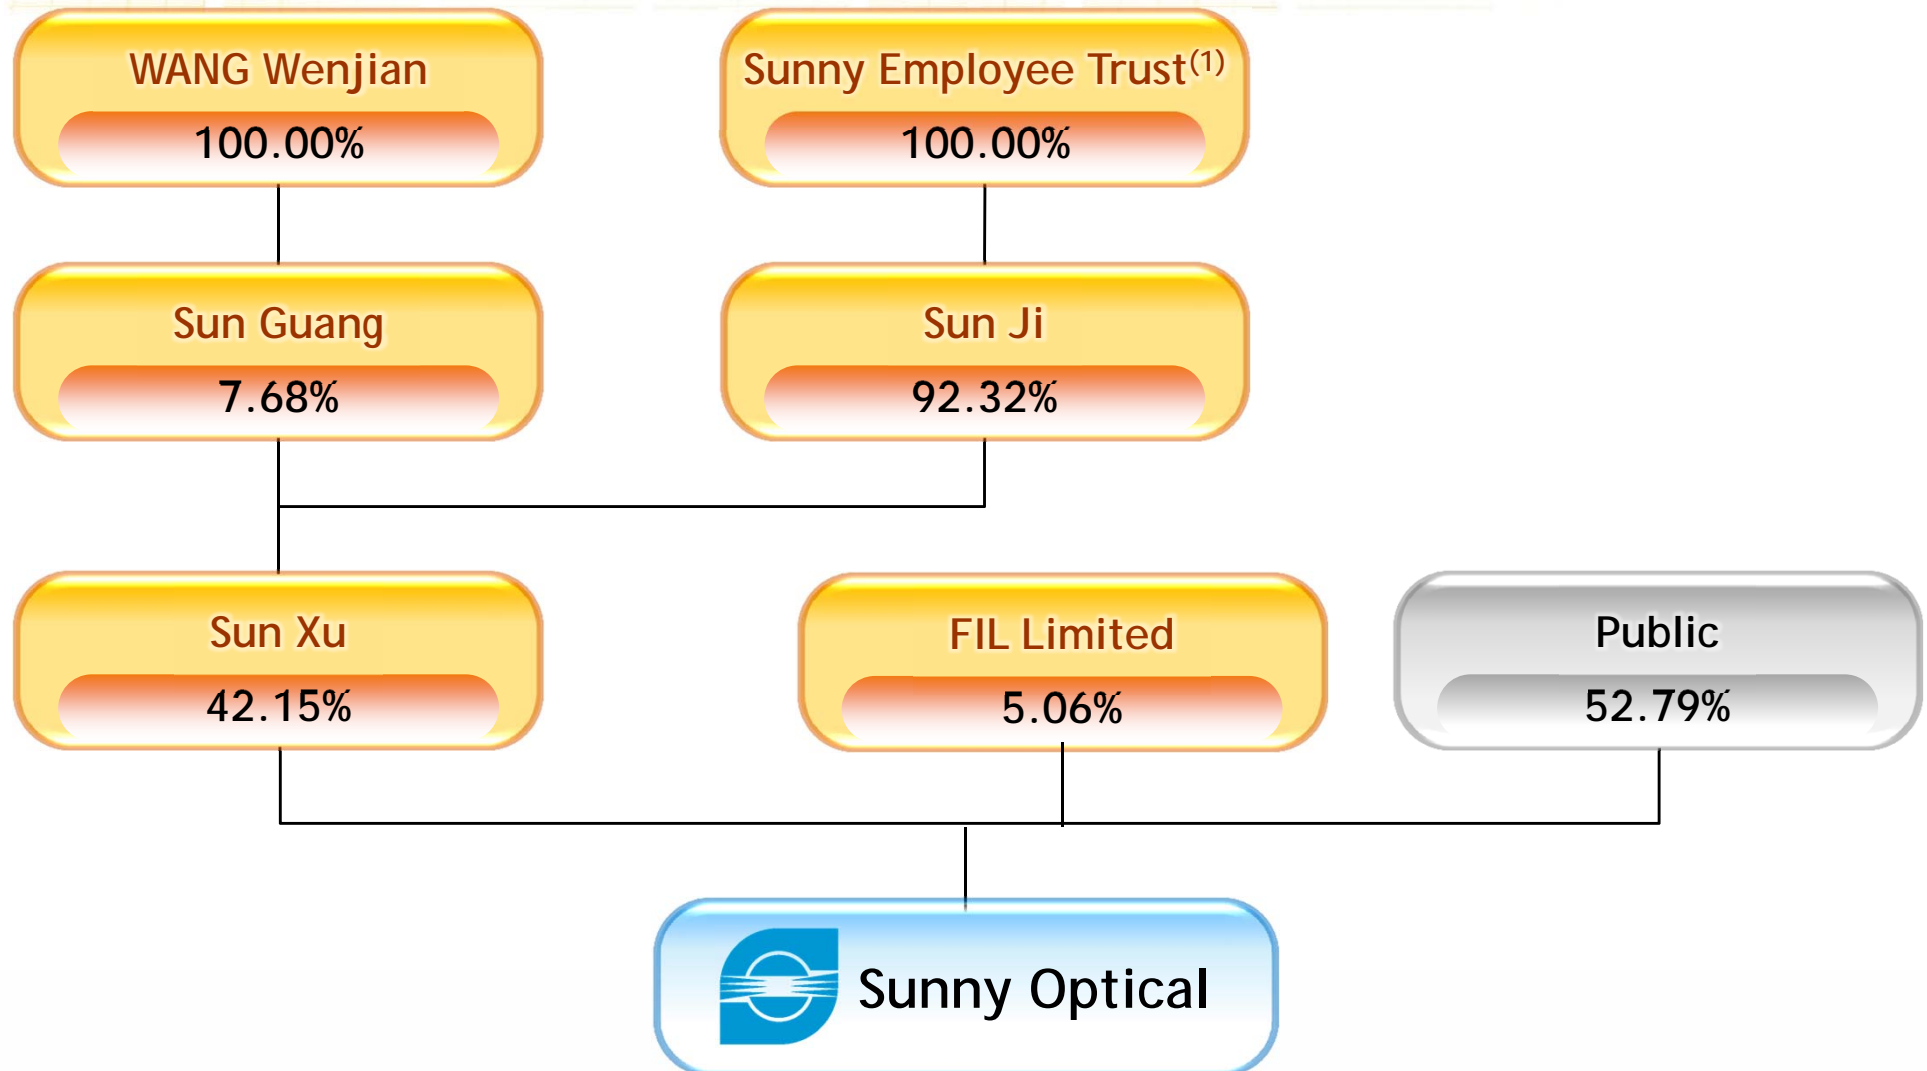 WANG Wenjian
100.00%
Sunny Employee Trust(1)
100.00%
Sun Guang
7.68%
Sun Ji
92.32%
Sun Xu
42.15%
FIL Limited
5.06%
Public
52.79%
Sunny Optical